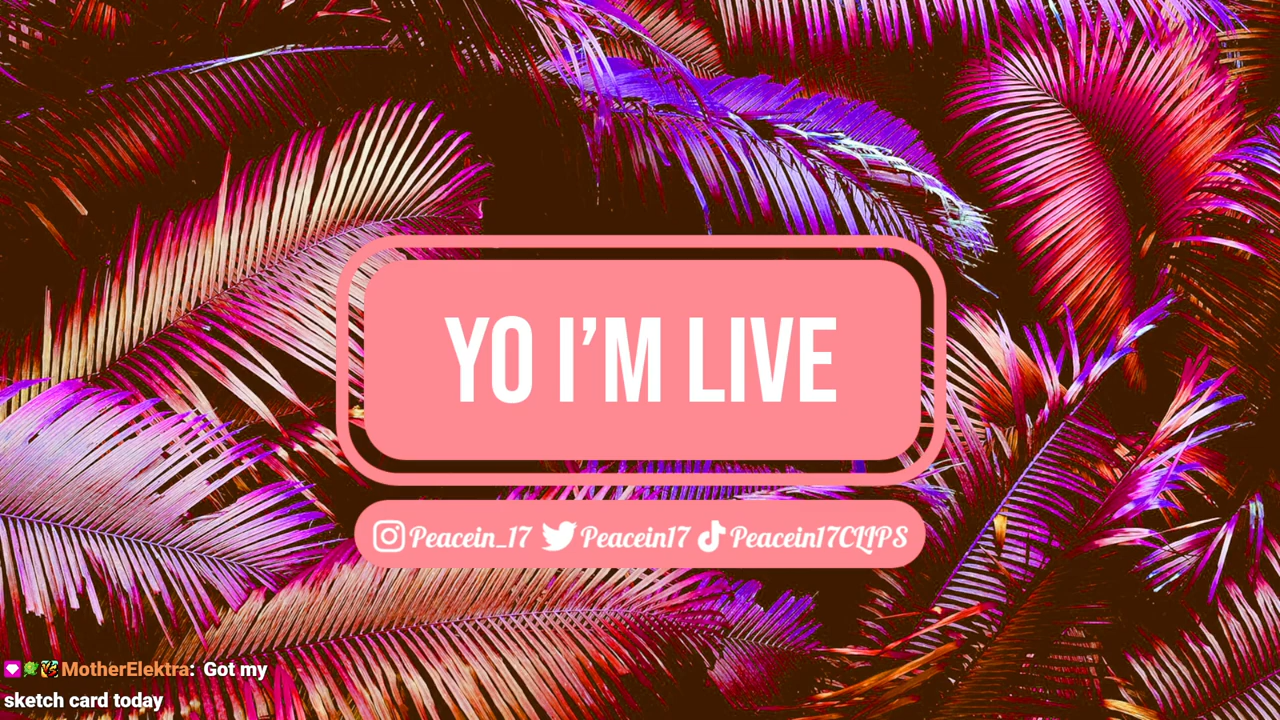 YO I’M LIVE
Peacein_17 Peacein17 Peacein17CLIPS
MotherElektra: Got my
sketch card today